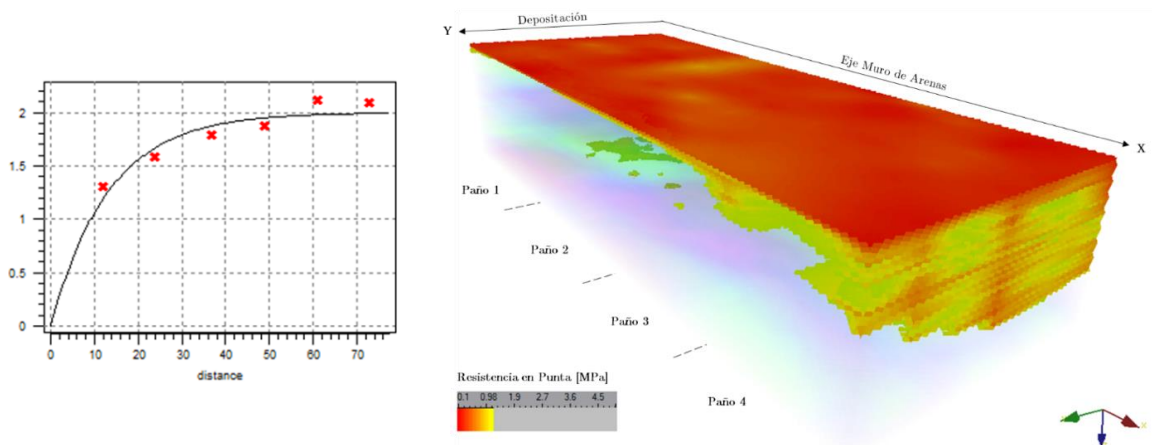 2
1.5
1
0.5
0
0 10 20 30 40 50 60 70
distance
Depositación
Y
Eje Muro de Arenas
X
Paño 1
Paño 2
Paño 3
Paño 4
Resistencia en Punta [MPa]
0.1 0.98 1.9 2.7 3.6 4.5